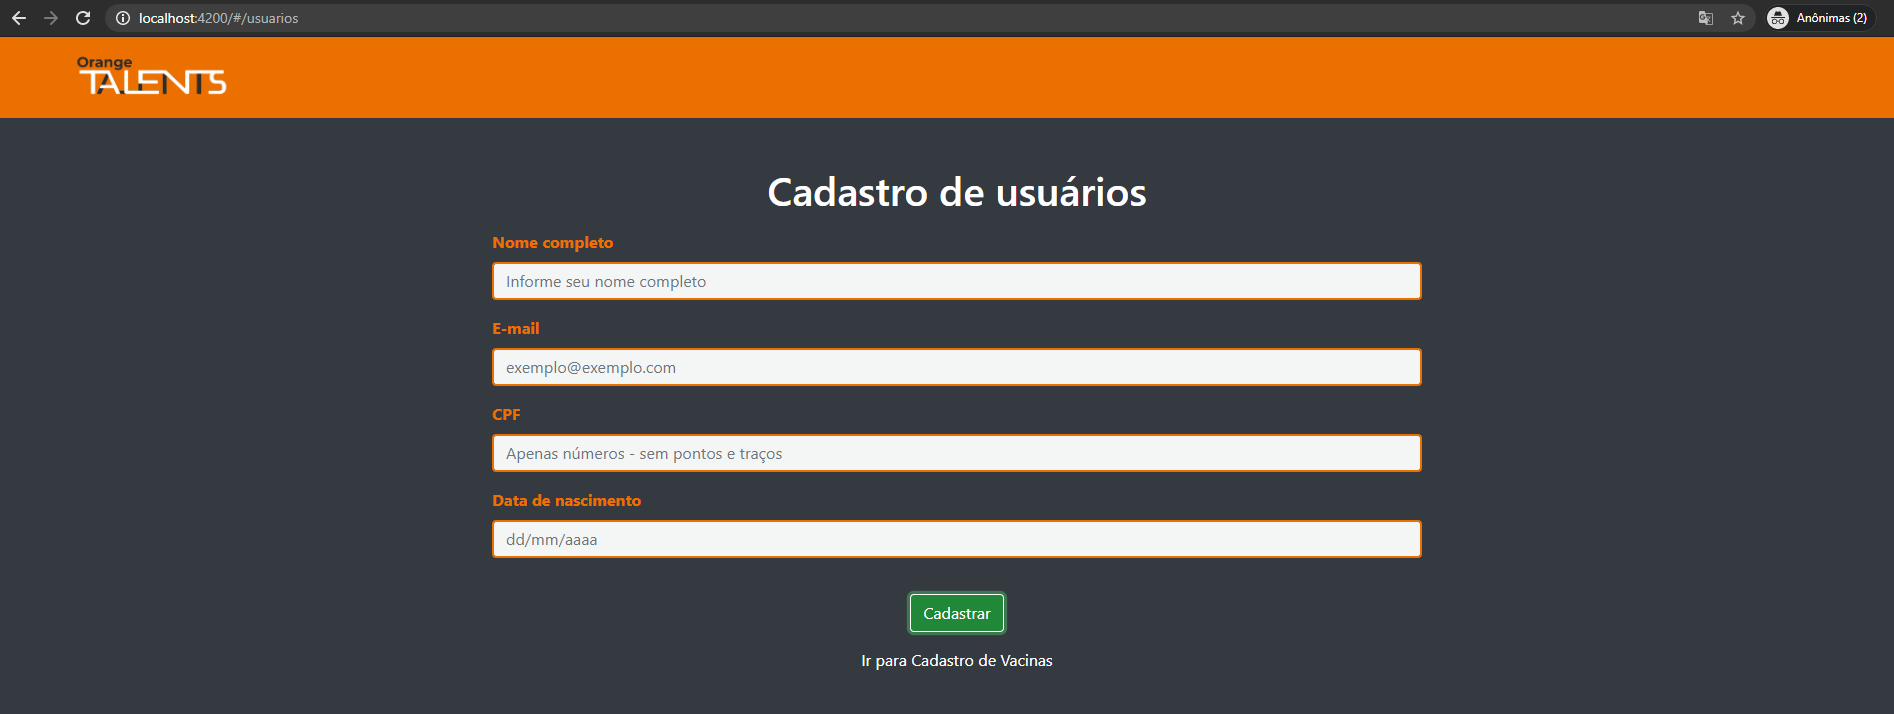 localhost:4200/#/usuarios
Anônimas (2)
Orange
TALENTS
Cadastro de usuários
Nome completo
Informe seu nome completo
E-mail
exemplo@exemplo.com
CPF
Apenas números - sem pontos e traços
Data de nascimento
dd/mm/aaaa
Cadastrar
Ir para Cadastro de Vacinas